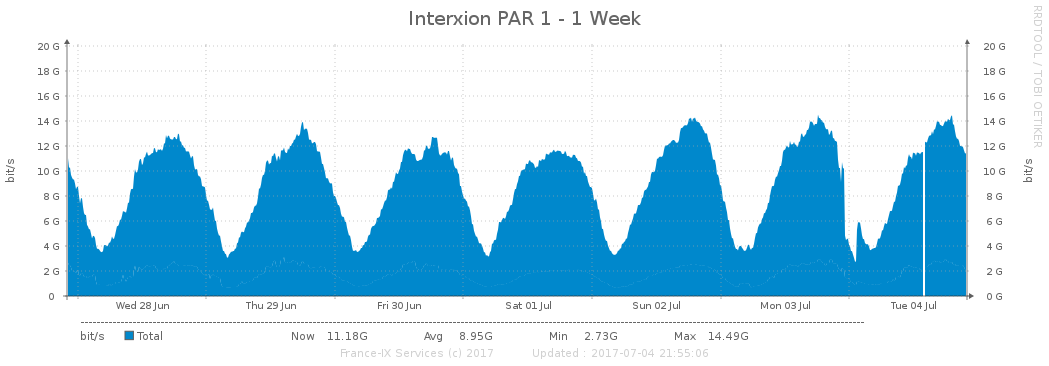 Interxion PAR 1 - 1 Week
RRDTOOL / TOBI OETIKER
20 G 20 G
18 G 18 G
16 G 16 G
14 G 14 G
12 G 12 G
10 G 10 G
8 G 8 G
6 G 6 G
4 G 4 G
2 G 2 G
0 0 G
bit/s bit/s
Wed 28 Jun Thu 29 Jun Fri 30 Jun Sat 01 Jul Sun 02 Jul Mon 03 Jul Tue 04 Jul
bit/s Total Now 11.18G Avg 8.95G Min 2.73G Max 14.49G
France-IX Services (c) 2017 Updated : 2017-07-04 21:55:06